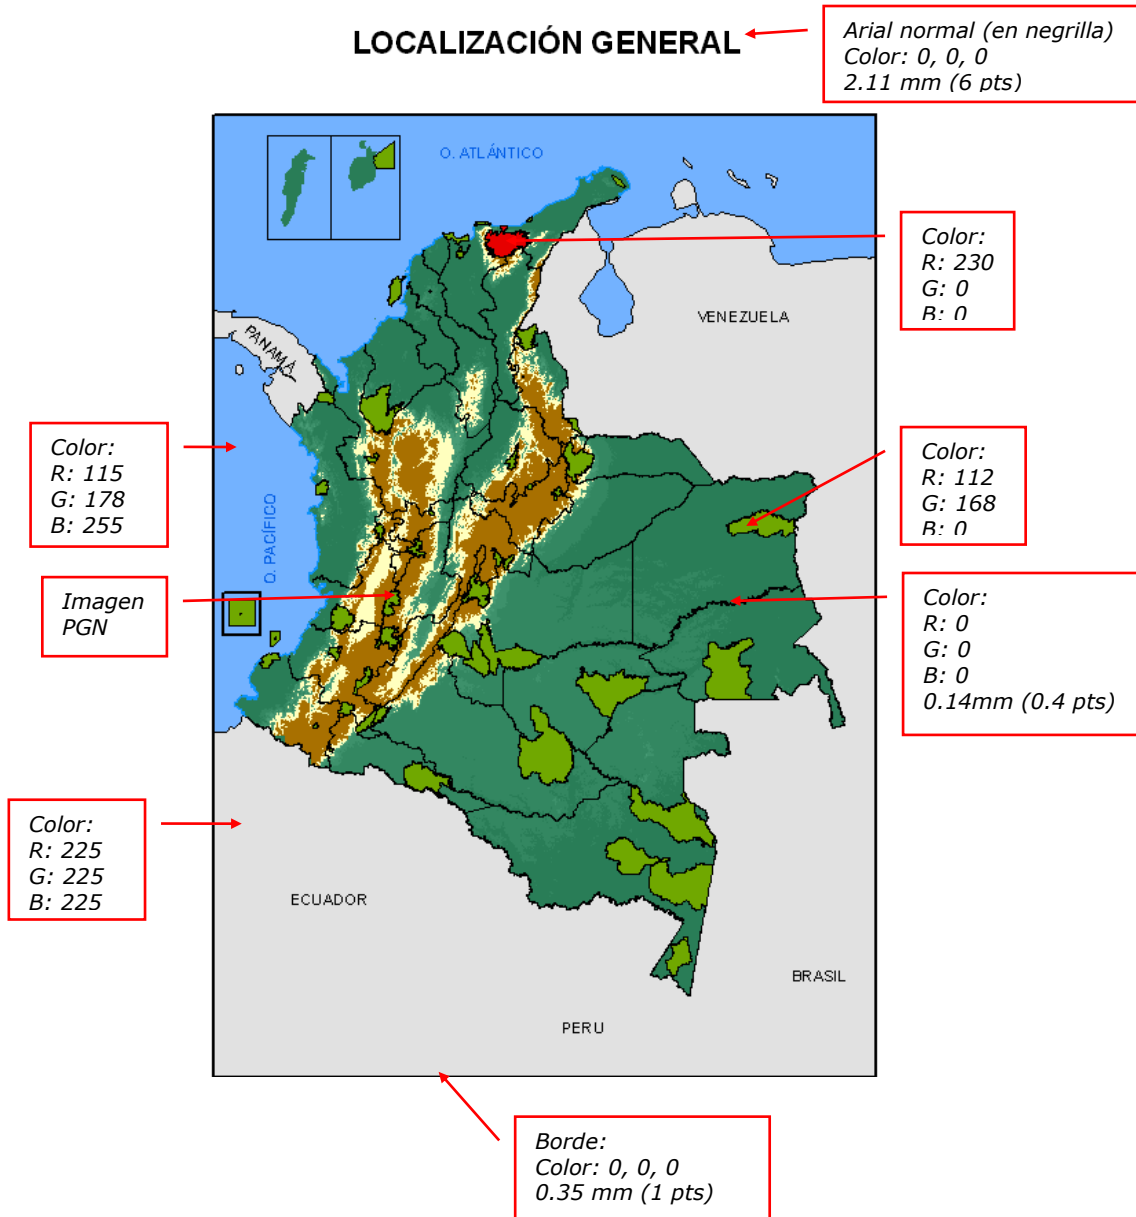 LOCALIZACIÓN GENERAL
Arial normal (en negrilla)
Color: 0, 0, 0
2.11 mm (6 pts)
O. ATLÁNTICO
Color:
R: 230
G: 0
B: 0
VENEZUELA
PANAMÁ
Color:
R: 115
G: 178
B: 255
Color:
R: 112
G: 168
B: 0
O. PACÍFICO
Imagen
PGN
Color:
R: 0
G: 0
B: 0
0.14mm (0.4 pts)
Color:
R: 225
G: 225
B: 225
ECUADOR
BRASIL
PERU
Borde:
Color: 0, 0, 0
0.35 mm (1 pts)